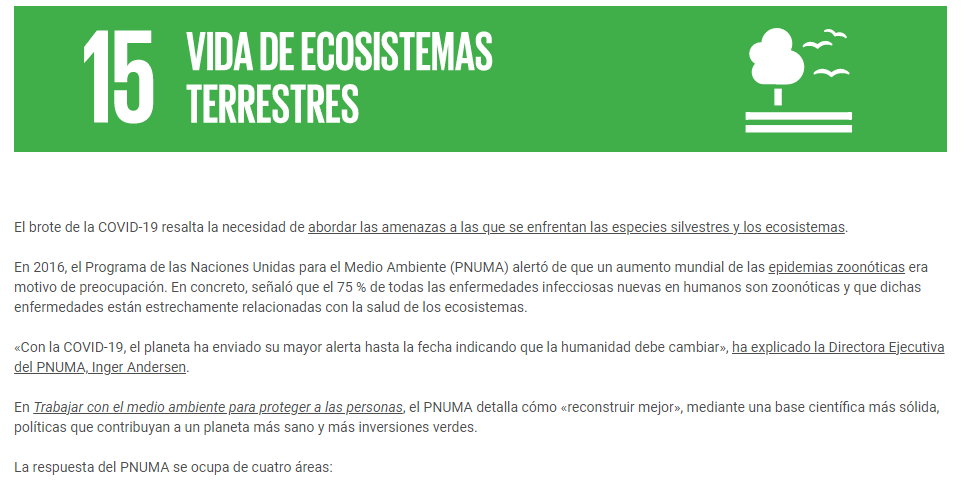 15
VIDA DE ECOSISTEMAS
TERRESTRES
El brote de la COVID-19 resalta la necesidad de abordar las amenazas a las que se enfrentan las especies silvestres y los ecosistemas.
En 2016, el Programa de las Naciones Unidas para el Medio Ambiente (PNUMA) alertó de que un aumento mundial de las epidemias zoonóticas era
motivo de preocupación. En concreto, señaló que el 75 % de todas las enfermedades infecciosas nuevas en humanos son zoonóticas y que dichas
enfermedades están estrechamente relacionadas con la salud de los ecosistemas.
«Con la COVID-19, el planeta ha enviado su mayor alerta hasta la fecha indicando que la humanidad debe cambiar», ha explicado la Directora Ejecutiva
del PNUMA, Inger Andersen.
En Trabajar con el medio ambiente para proteger a las personas, el PNUMA detalla cómo «reconstruir mejor», mediante una base científica más sólida,
políticas que contribuyan a un planeta más sano y más inversiones verdes.
La respuesta del PNUMA se ocupa de cuatro áreas: